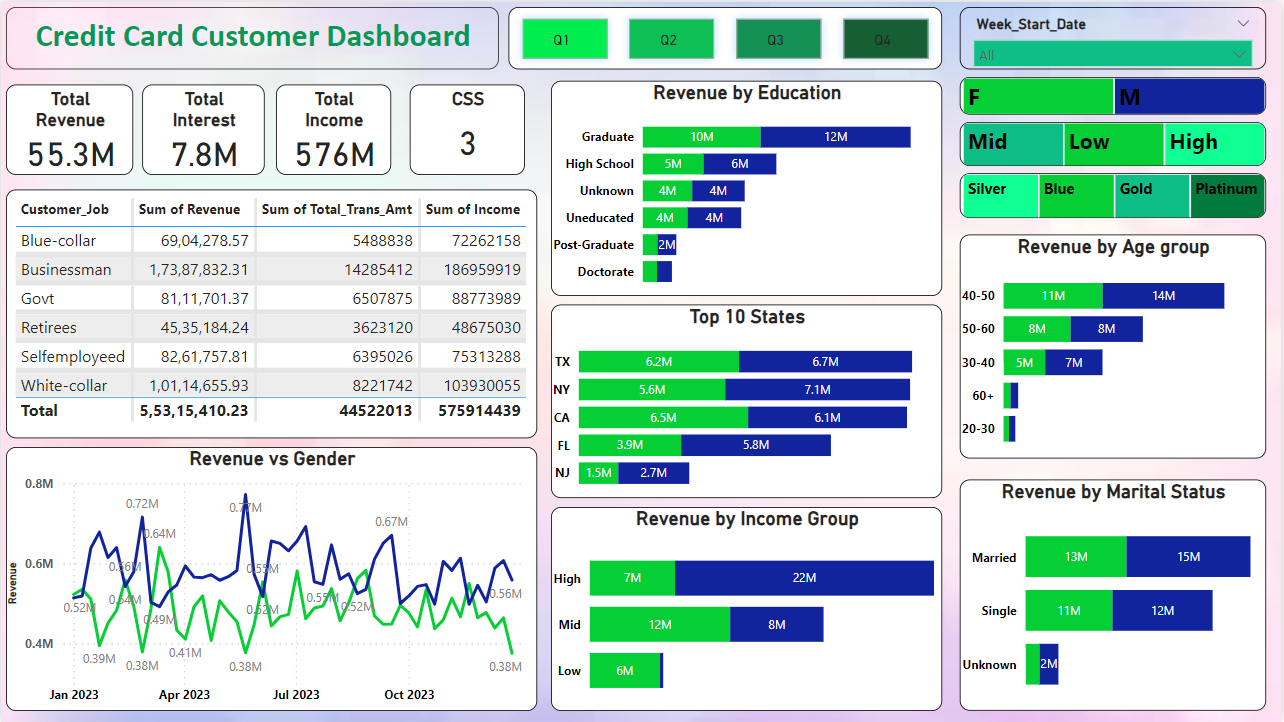 Credit Card Customer Dashboard
Q1 Q2 Q3 Q4
Week_Start_Date
All
F M
Mid Low High
Silver Blue Gold Platinum
Total Revenue
55.3M
Total Interest
7.8M
Total Income
576M
CSS
3
Customer_Job Sum of Revenue Sum of Total_Trans_Amt Sum of Income
Blue-collar 69,04,278.57 5488838 72262158
Businessman 1,73,87,832.31 14285412 186959919
Govt 81,11,701.37 6507875 88773989
Retirees 45,35,184.24 3623120 48675030
Selfemployeed 82,61,757.81 6395026 75313288
White-collar 1,01,14,655.93 8221742 103930055
Total 5,53,15,410.23 44522013 575914439
Revenue by Education
Graduate 10M 12M
High School 5M 6M
Unknown 4M 4M
Uneducated 4M 4M
Post-Graduate 2M
Doctorate
Top 10 States
TX 6.2M 6.7M
NY 5.6M 7.1M
CA 6.5M 6.1M
FL 3.9M 5.8M
NJ 1.5M 2.7M
Revenue by Age group
40-50 11M 14M
50-60 8M 8M
30-40 5M 7M
60+
20-30
Revenue vs Gender
Revenue
0.8M
0.6M
0.4M
0.72M 0.77M 0.67M
0.64M
0.56M 0.55M
0.52M 0.54M 0.49M 0.52M 0.55M 0.52M 0.56M
0.39M 0.38M 0.41M 0.38M 0.38M
Jan 2023 Apr 2023 Jul 2023 Oct 2023
Revenue by Income Group
High 7M 22M
Mid 12M 8M
Low 6M
Revenue by Marital Status
Married 13M 15M
Single 11M 12M
Unknown 2M